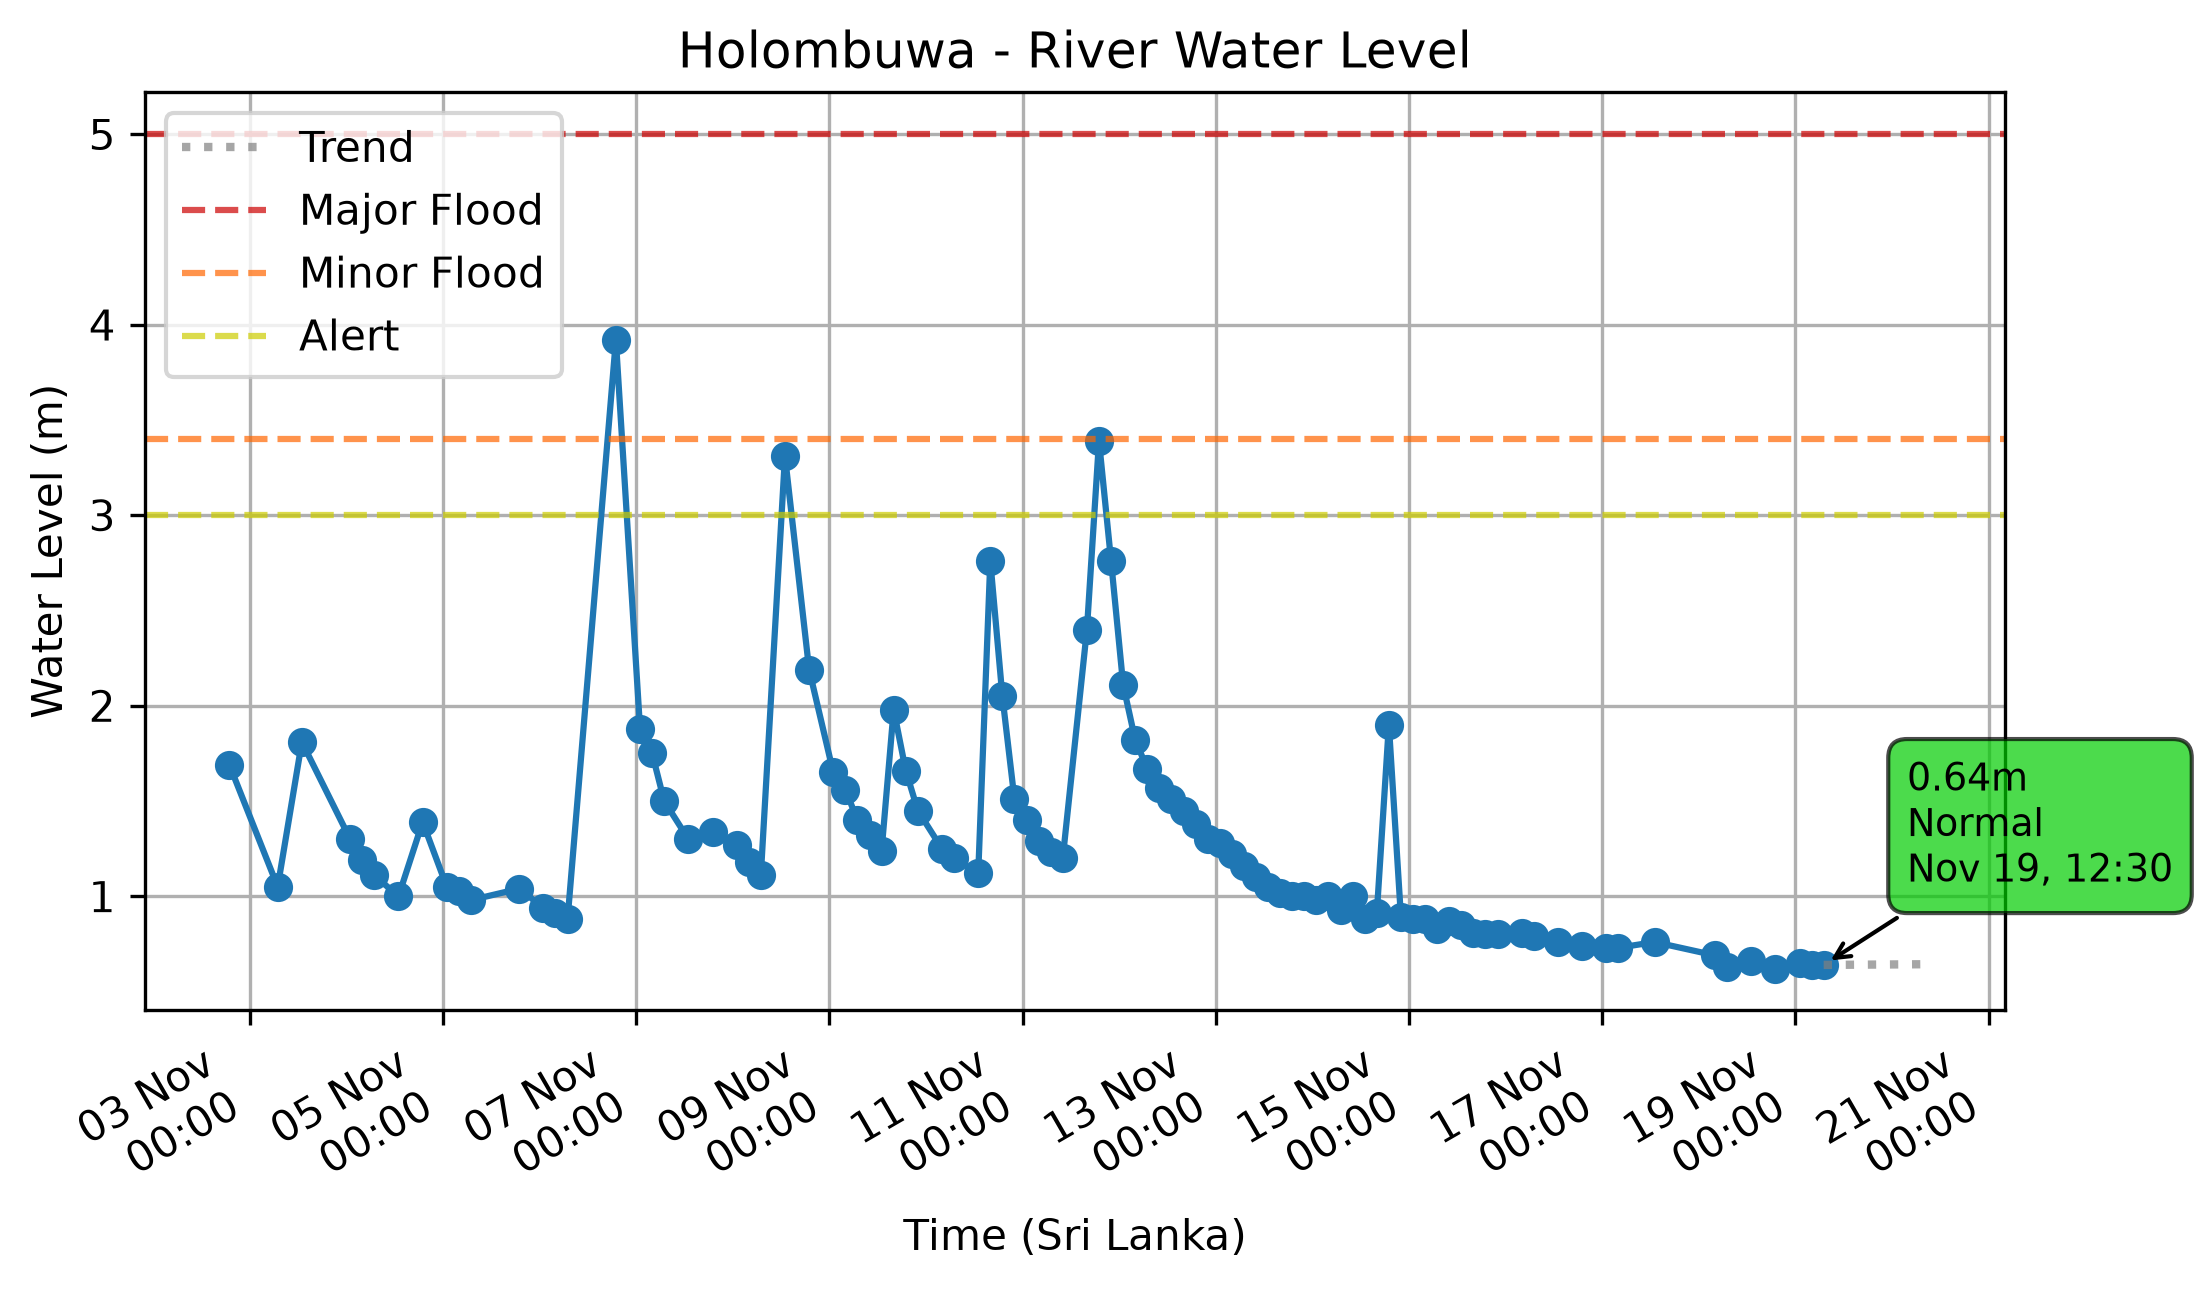 Holombuwa - River Water Level
Trend
Major Flood
Minor Flood
Alert
Water Level (m)
5
4
3
2
1
0.64m
Normal
Nov 19, 12:30
03 Nov
00:00
05 Nov
00:00
07 Nov
00:00
09 Nov
00:00
11 Nov
00:00
13 Nov
00:00
15 Nov
00:00
17 Nov
00:00
19 Nov
00:00
21 Nov
00:00
Time (Sri Lanka)